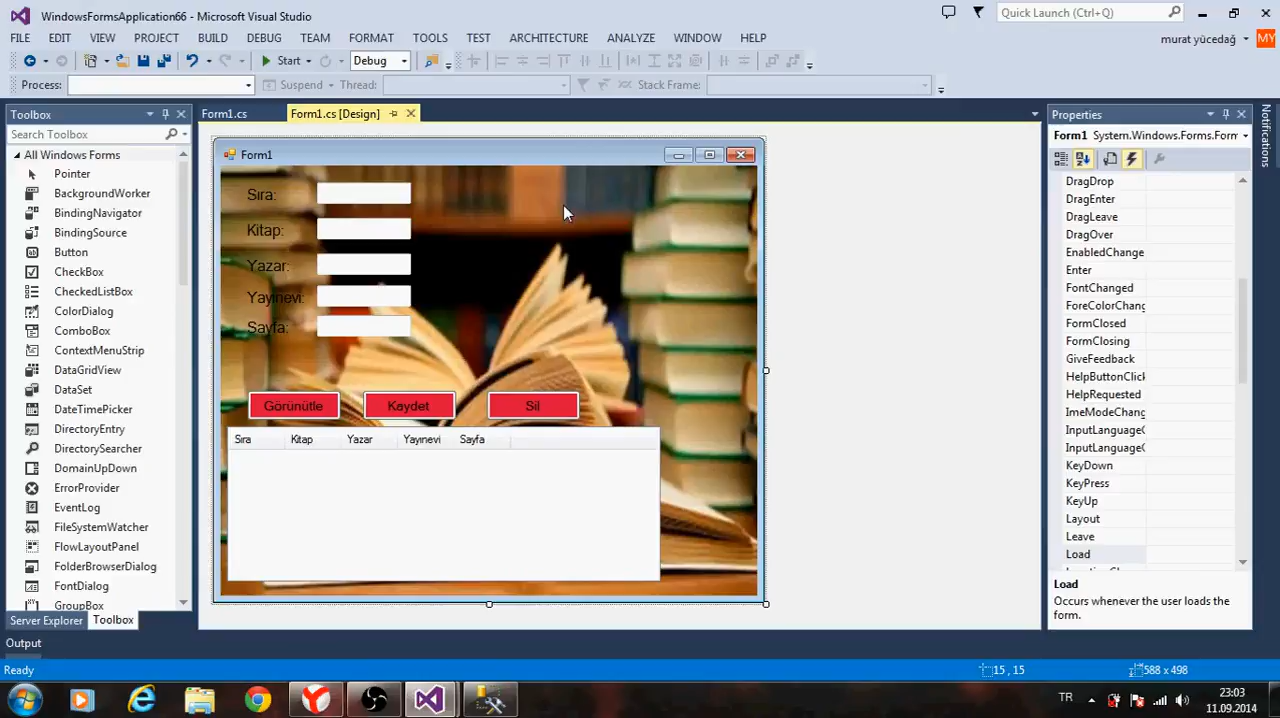 WindowsFormsApplication66 - Microsoft Visual Studio
Quick Launch (Ctrl+Q)
FILE EDIT VIEW PROJECT BUILD DEBUG TEAM FORMAT TOOLS TEST ARCHITECTURE ANALYZE WINDOW HELP
murat yücedağ MY
Start Debug
Process: Suspend Thread: Stack Frame:
Toolbox
Form1.cs
Form1.cs [Design]
Properties
Notifications
Search Toolbox
Form1 System.Windows.Forms.Form
All Windows Forms
Pointer
BackgroundWorker
BindingNavigator
BindingSource
Button
CheckBox
CheckedListBox
ColorDialog
ComboBox
ContextMenuStrip
DataGridView
DataSet
DateTimePicker
DirectoryEntry
DirectorySearcher
DomainUpDown
ErrorProvider
EventLog
FileSystemWatcher
FlowLayoutPanel
FolderBrowserDialog
FontDialog
GroupBox
Server Explorer
Toolbox
Form1
Sıra:
Kitap:
Yazar:
Yayınevi:
Sayfa:
Görünütle
Kaydet
Sil
Sıra Kitap Yazar Yayınevi Sayfa
DragDrop
DragEnter
DragLeave
DragOver
EnabledChange
Enter
FontChanged
ForeColorChang
FormClosed
FormClosing
GiveFeedback
HelpButtonClick
HelpRequested
ImeModeChang
InputLanguageC
InputLanguageC
KeyDown
KeyPress
KeyUp
Layout
Leave
Load
Load
Occurs whenever the user loads the
form.
Output
Ready
15 , 15
588 x 498
TR
23:03
11.09.2014